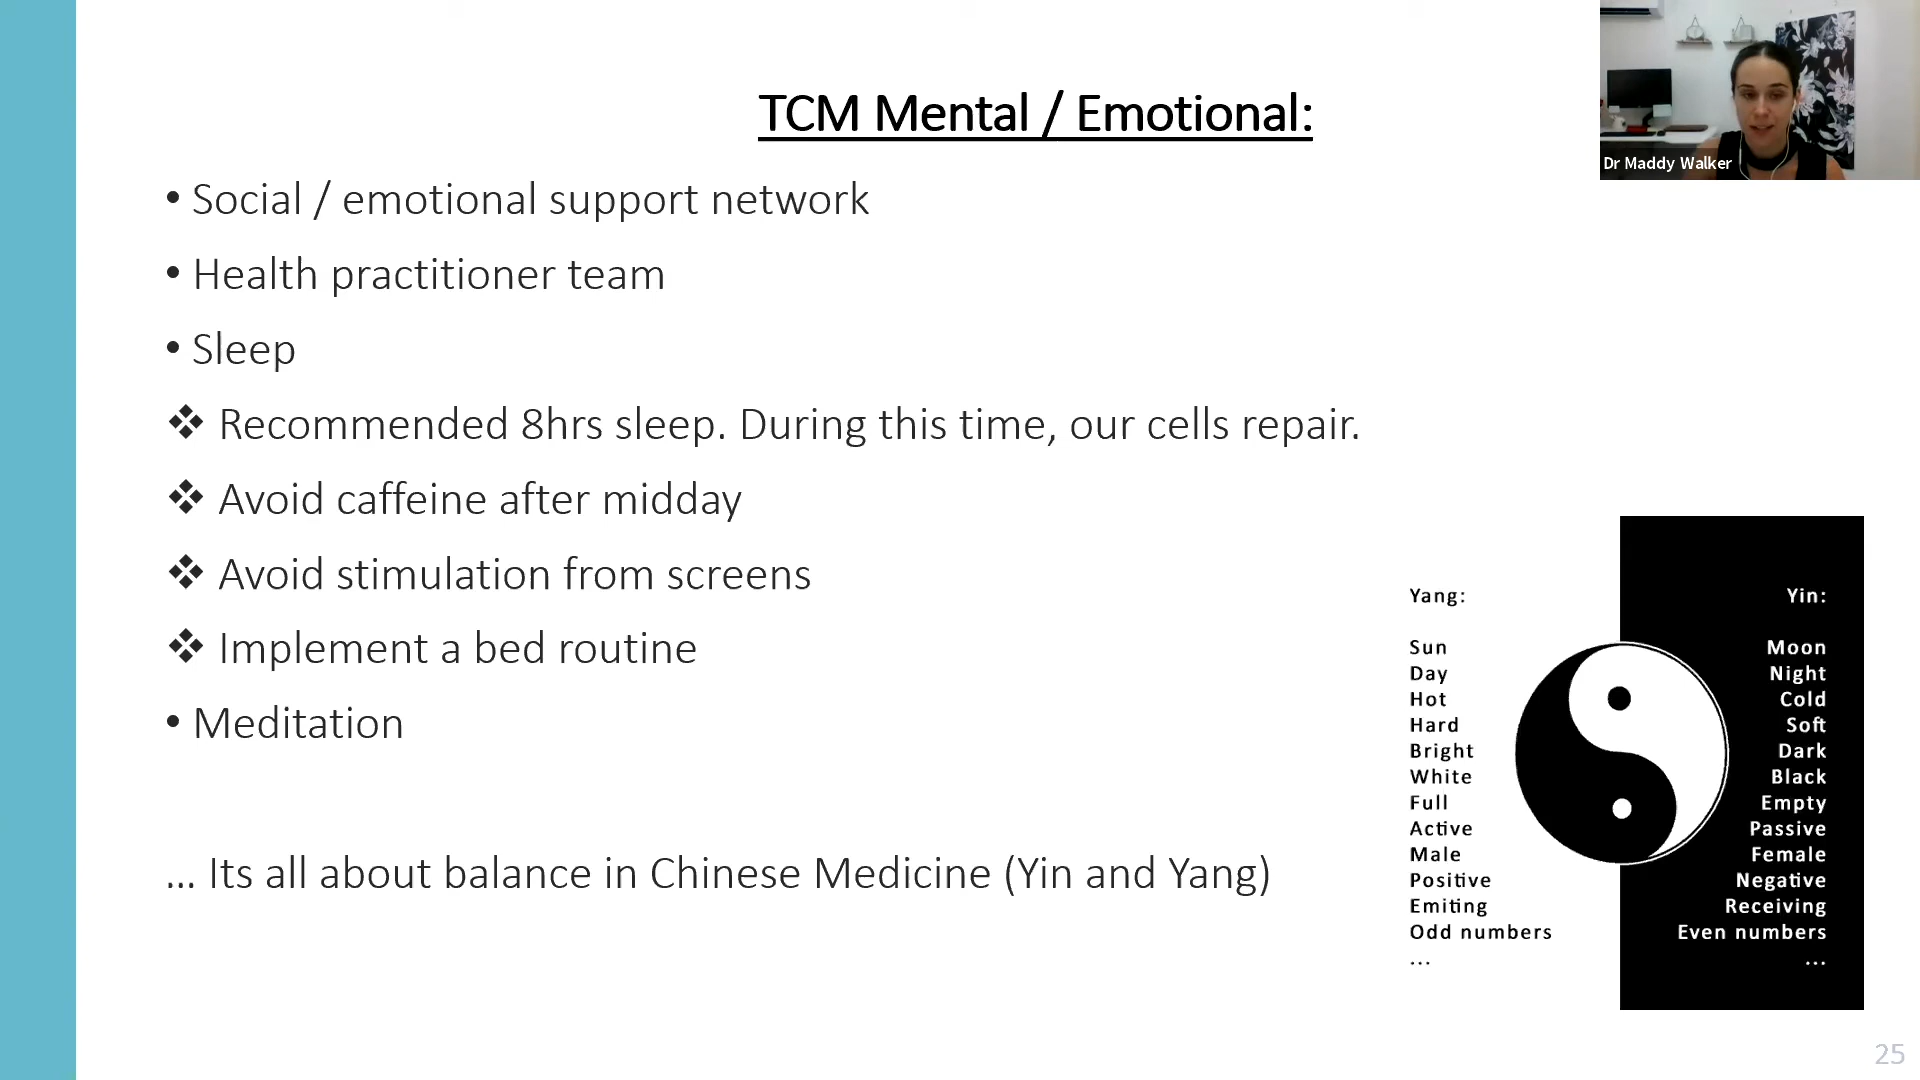 TCM Mental / Emotional:
Dr Maddy Walker
• Social / emotional support network
• Health practitioner team
• Sleep
❖ Recommended 8hrs sleep. During this time, our cells repair.
❖ Avoid caffeine after midday
❖ Avoid stimulation from screens
❖ Implement a bed routine
• Meditation
... Its all about balance in Chinese Medicine (Yin and Yang)
Yang:
Sun
Day
Hot
Hard
Bright
White
Full
Active
Male
Positive
Emiting
Odd numbers
...
Yin:
Moon
Night
Cold
Soft
Dark
Black
Empty
Passive
Female
Negative
Receiving
Even numbers
...
25